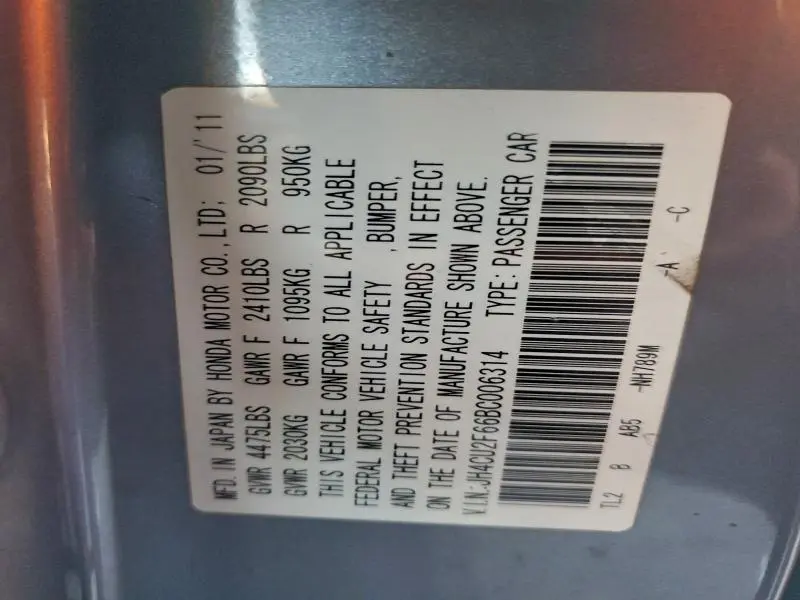 MFD. IN JAPAN BY HONDA MOTOR CO., LTD; 01/'11
GVWR 4475LBS GAWR F 2410LBS R 2090LBS
GVWR 2030KG GAWR F 1095KG R 950KG
THIS VEHICLE CONFORMS TO ALL APPLICABLE
FEDERAL MOTOR VEHICLE SAFETY , BUMPER,
AND THEFT PREVENTION STANDARDS IN EFFECT
ON THE DATE OF MANUFACTURE SHOWN ABOVE.
V.I.N.:JH4CU2F66BC006314 TYPE: PASSENGER CAR
TL2 B AB5 -NH789M -A -C